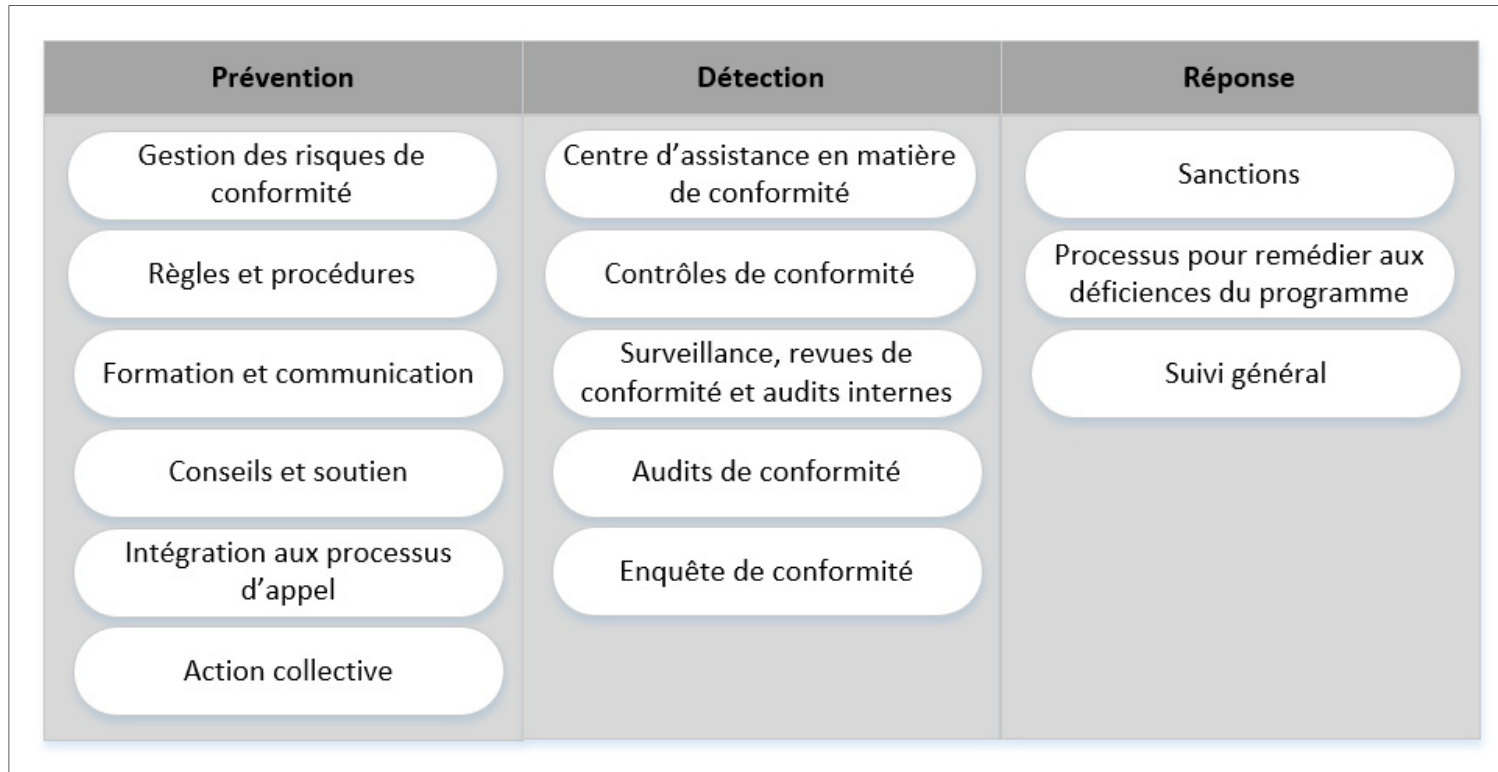 Prévention
Gestion des risques de
conformité
Règles et procédures
Formation et communication
Conseils et soutien
Intégration aux processus
d’appel
Action collective
Détection
Centre d’assistance en matière
de conformité
Contrôles de conformité
Surveillance, revues de
conformité et audits internes
Audits de conformité
Enquête de conformité
Réponse
Sanctions
Processus pour remédier aux
déficiences du programme
Suivi général